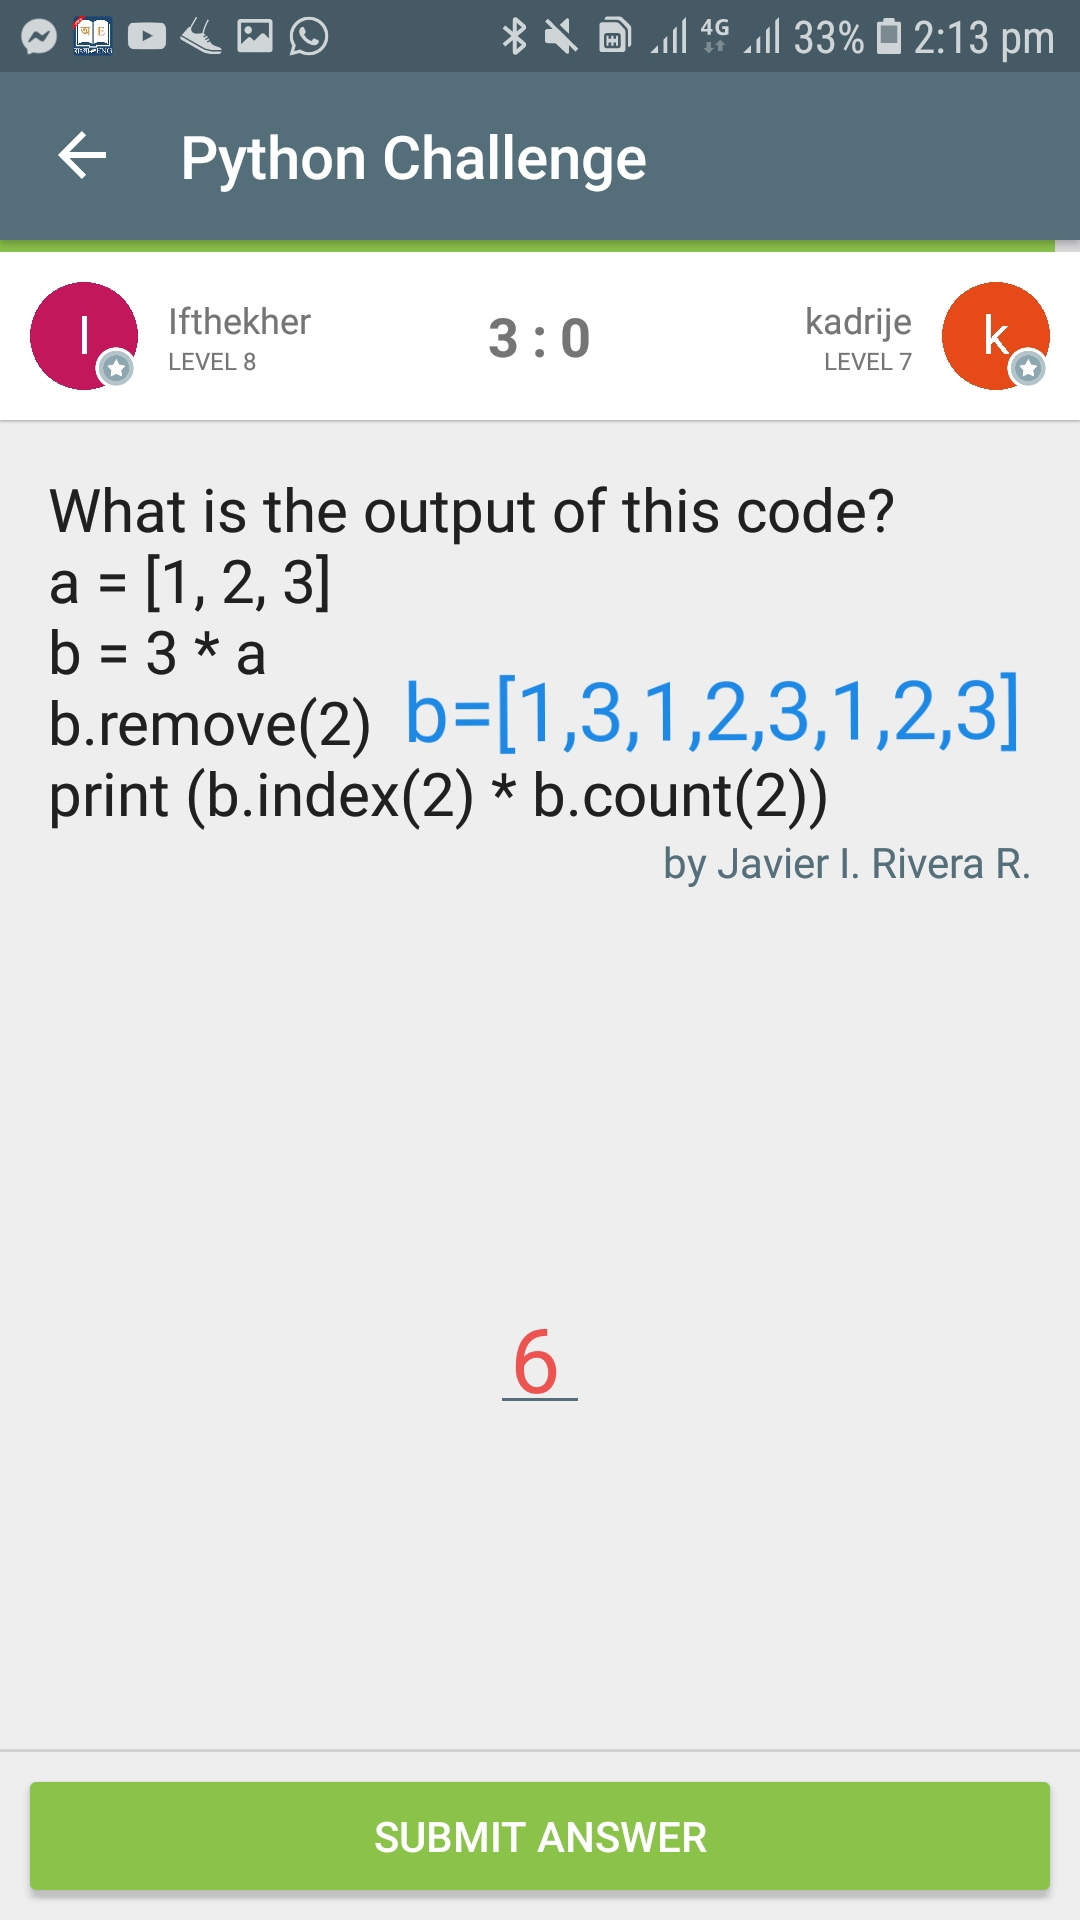 4G 33% 2:13 pm
Python Challenge
I Ifthekher 3 : 0 kadrije k
LEVEL 8 LEVEL 7
What is the output of this code?
a = [1, 2, 3]
b = 3 * a
b.remove(2) b=[1,3,1,2,3,1,2,3]
print (b.index(2) * b.count(2))
by Javier I. Rivera R.
6
SUBMIT ANSWER